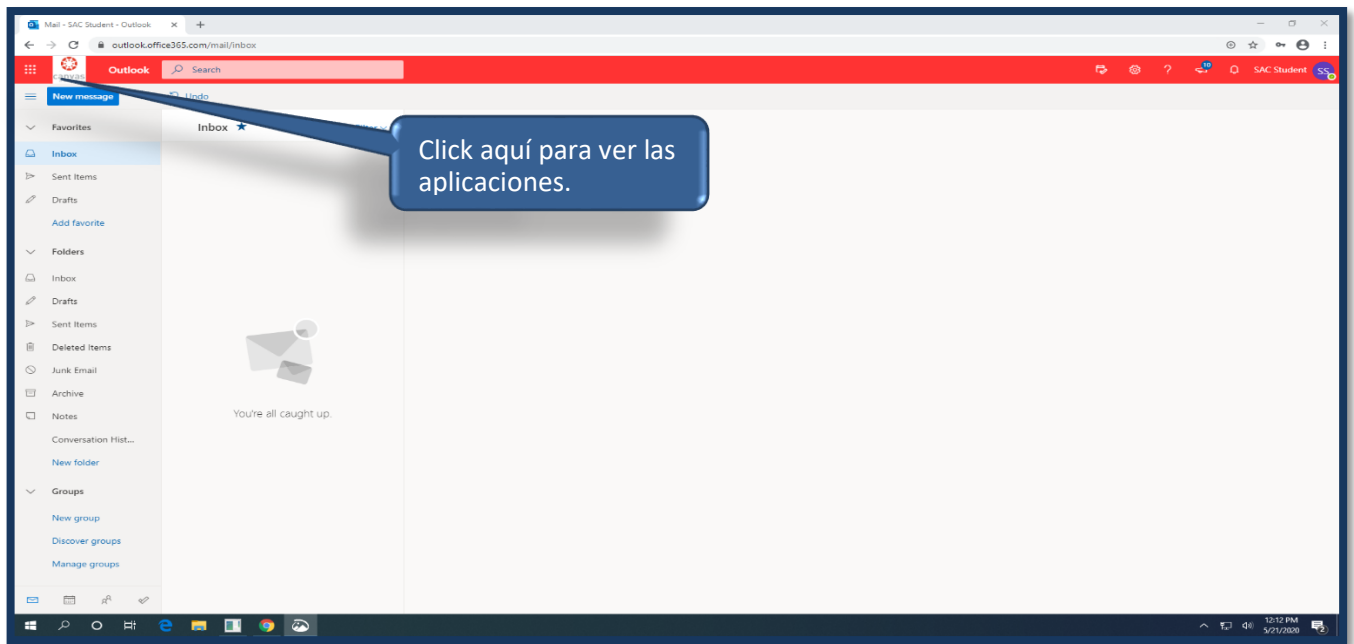 Mail - SAC Student - Outlook
outlook.office365.com/mail/inbox
canvas Outlook Search 10 SAC Student SS
New message Undo
Favorites
Inbox
Filter
Click aquí para ver las
aplicaciones.
Inbox
Sent Items
Drafts
Add favorite
Folders
Inbox
Drafts
Sent Items
Deleted Items
Junk Email
Archive
Notes
Conversation Hist...
New folder
You're all caught up.
Groups
New group
Discover groups
Manage groups
12:12 PM
5/21/2020
2